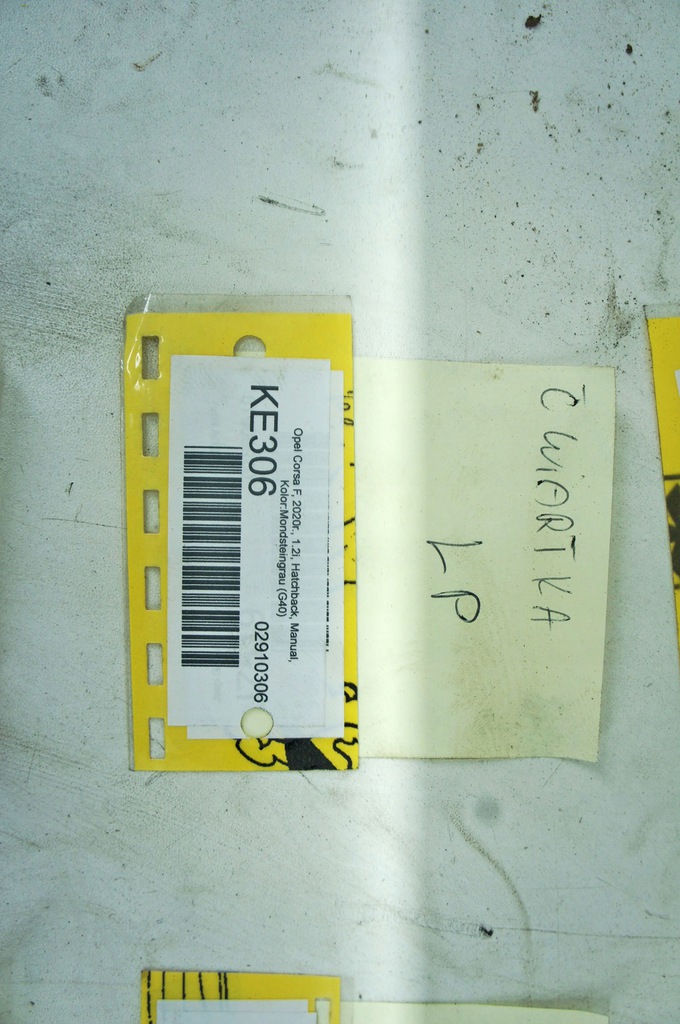 Opel Corsa F, 2020r., 1.2i, Hatchback, Manual,
Kolor:Mondsteingrau (G40)
KE306
02910306
ĆWIARTKA
LP